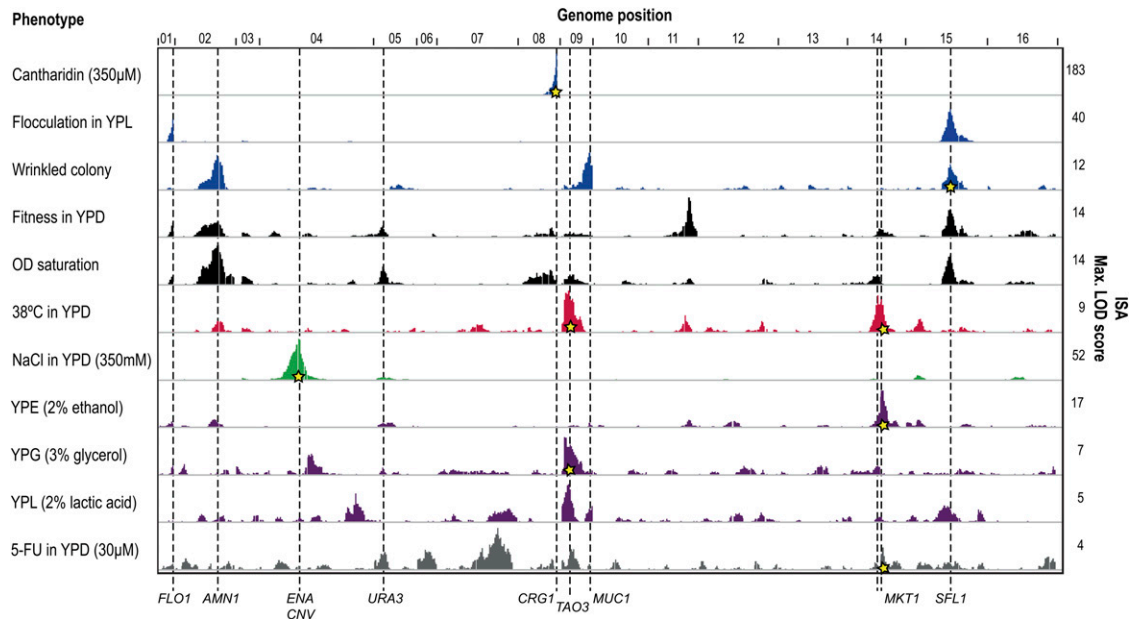 Phenotype
Genome position
01 02 03 04 05 06 07 08 09 10 11 12 13 14 15 16
Cantharidin (350µM) 183
Flocculation in YPL 40
Wrinkled colony 12
Fitness in YPD 14
OD saturation 14
38ºC in YPD 9
NaCl in YPD (350mM) 52
YPE (2% ethanol) 17
YPG (3% glycerol) 7
YPL (2% lactic acid) 5
5-FU in YPD (30µM) 4
ISA
Max. LOD score
FLO1 AMN1 ENA URA3 CRG1 MUC1 MKT1 SFL1
CNV TAO3